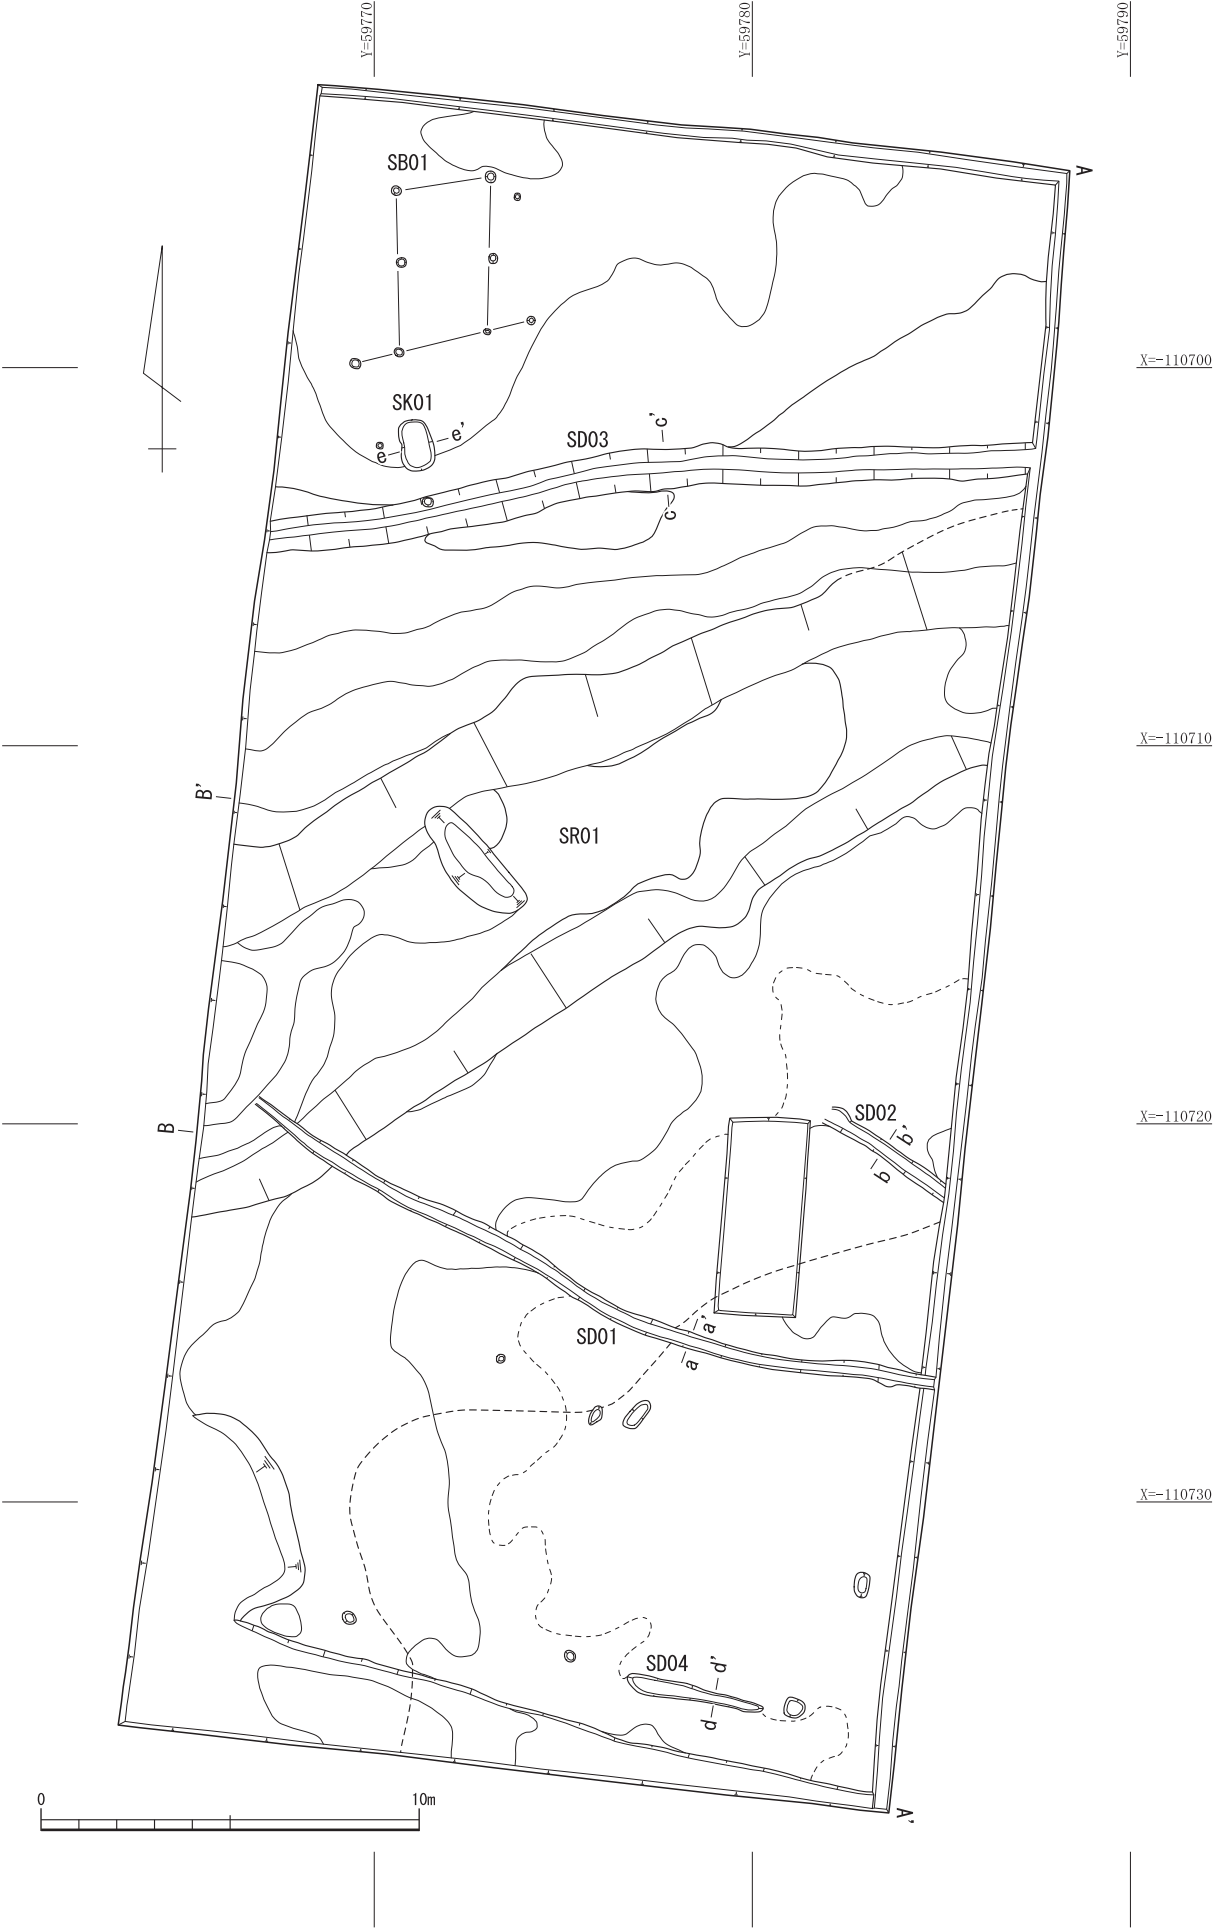 Y=59770
Y=59780
Y=59790
A
SB01
X=-110700
SK01
e
e'
SD03
c'
c
X=-110710
B'
SR01
B
SD02
b'
b
X=-110720
SD01
a'
a
X=-110730
SD04
d'
d
0
10m
A'